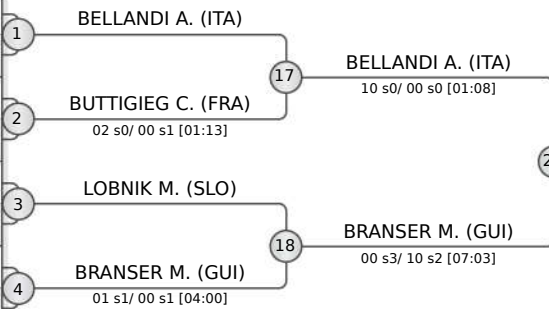 1
BELLANDI A. (ITA)
17
BELLANDI A. (ITA)
10 s0/ 00 s0 [01:08]
2
BUTTIGIEG C. (FRA)
02 s0/ 00 s1 [01:13]
3
LOBNIK M. (SLO)
18
BRANSER M. (GUI)
00 s3/ 10 s2 [07:03]
4
BRANSER M. (GUI)
01 s1/ 00 s1 [04:00]